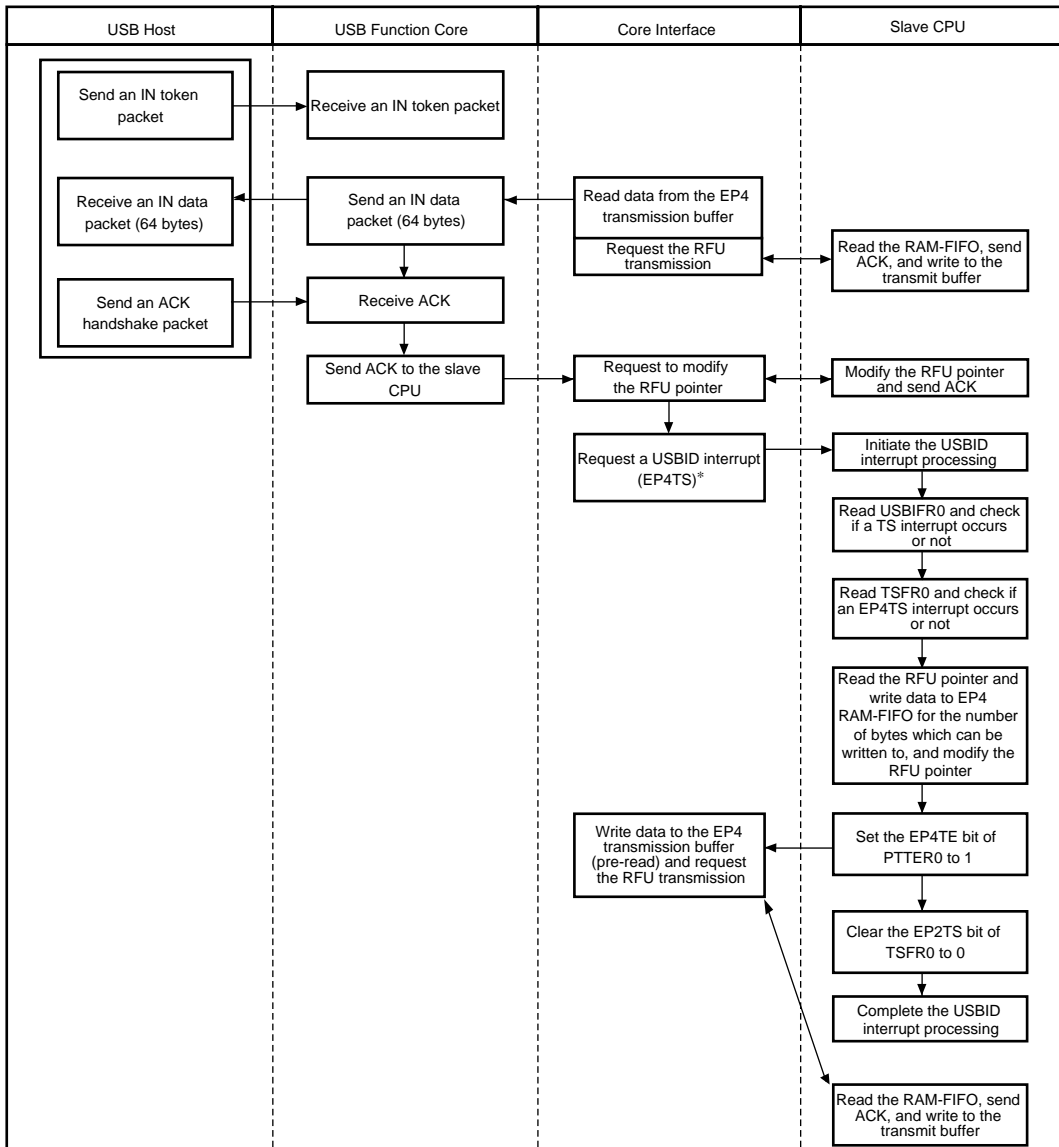 USB Host
USB Function Core
Core Interface
Slave CPU
Send an IN token
packet
Receive an IN token packet
Receive an IN data
packet (64 bytes)
Send an IN data
packet (64 bytes)
Read data from the EP4
transmission buffer
Request the RFU
transmission
Read the RAM-FIFO, send
ACK, and write to the
transmit buffer
Send an ACK
handshake packet
Receive ACK
Send ACK to the slave
CPU
Request to modify
the RFU pointer
Modify the RFU pointer
and send ACK
Request a USBID interrupt
(EP4TS)*
Initiate the USBID
interrupt processing
Read USBIFR0 and check
if a TS interrupt occurs
or not
Read TSFR0 and check if
an EP4TS interrupt occurs
or not
Read the RFU pointer and
write data to EP4
RAM-FIFO for the number
of bytes which can be
written to, and modify the
RFU pointer
Write data to the EP4
transmission buffer
(pre-read) and request
the RFU transmission
Set the EP4TE bit of
PTTER0 to 1
Clear the EP2TS bit of
TSFR0 to 0
Complete the USBID
interrupt processing
Read the RAM-FIFO, send
ACK, and write to the
transmit buffer